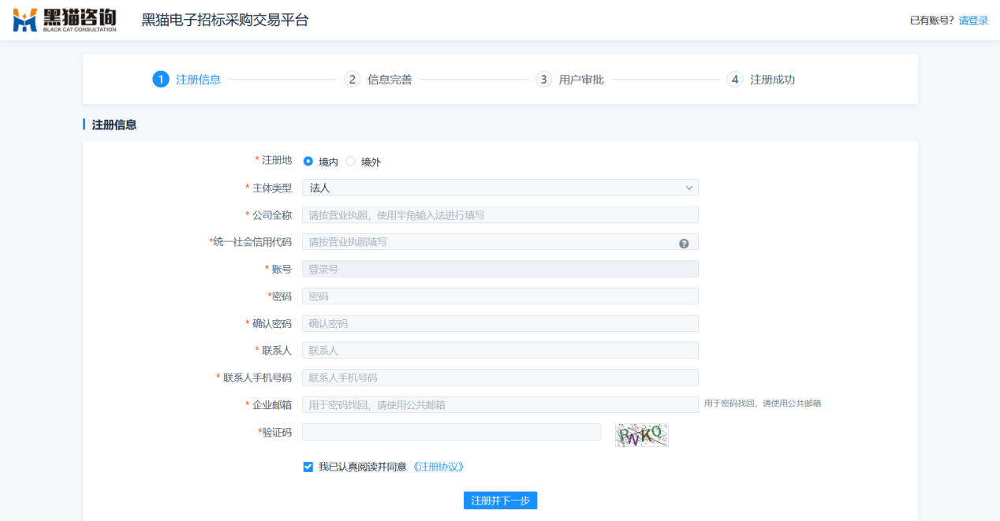 黑猫咨询
BLACK CAT CONSULTATION
黑猫电子招标采购交易平台
已有账号？请登录
1 注册信息 2 信息完善 3 用户审批 4 注册成功
注册信息
* 注册地 境内 境外
* 主体类型 法人
* 公司全称 请按营业执照，使用半角输入法进行填写
*统一社会信用代码 请按营业执照填写 ?
* 账号 登录号
*密码 密码
* 确认密码 确认密码
* 联系人 联系人
* 联系人手机号码 联系人手机号码
* 企业邮箱 用于密码找回，请使用公共邮箱 用于密码找回，请使用公共邮箱
*验证码 RWKQ
我已认真阅读并同意《注册协议》
注册并下一步